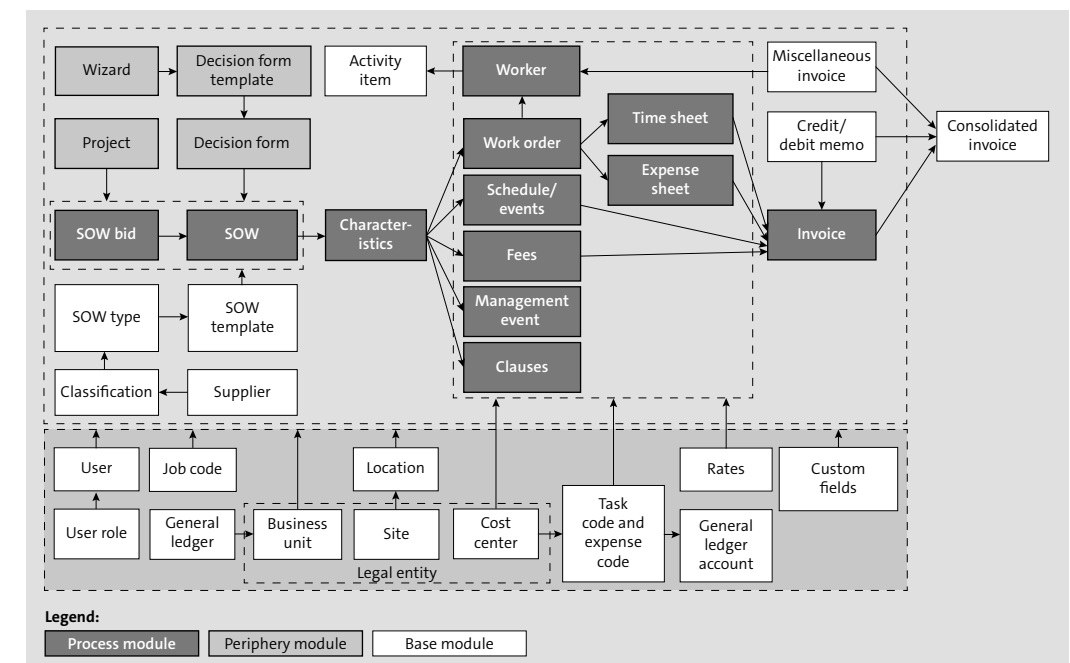 Wizard
Decision form
template
Activity
item
Worker
Miscellaneous
invoice
Project
Decision form
Work order
Time sheet
Expense
sheet
Credit/
debit memo
Consolidated
invoice
SOW bid
SOW
Character-
istics
Schedule/
events
Fees
Management
event
Clauses
Invoice
SOW type
SOW
template
Classification
Supplier
User
Job code
Location
Rates
Custom
fields
User role
General
ledger
Business
unit
Site
Cost
center
Legal entity
Task
code and
expense
code
General
ledger
account
Legend:
Process module
Periphery module
Base module